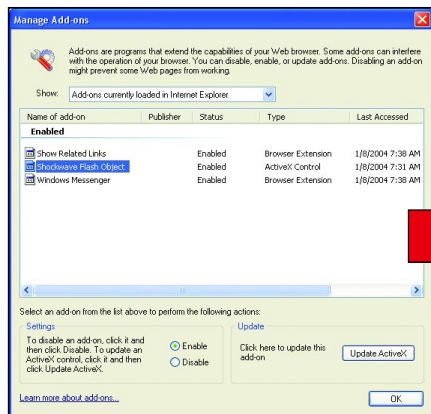 Manage Add-ons
Add-ons are programs that extend the capabilities of your Web browser. Some add-ons can interfere
with the operation of your browser. You can disable, enable, or update add-ons. Disabling an add-on
might prevent some Web pages from working.
Show: Add-ons currently loaded in Internet Explorer
Name of add-on Publisher Status Type Last Accessed
Enabled
Show Related Links Enabled Browser Extension 1/8/2004 7:38 AM
Shockwave Flash Object Enabled ActiveX Control 1/8/2004 7:31 AM
Windows Messenger Enabled Browser Extension 1/8/2004 7:38 AM
Select an add-on from the list above to perform the following actions:
Settings Update
To disable an add-on, click it and
then click Disable. To update an
ActiveX control, click it and then
click Update ActiveX.
Enable
Disable
Click here to update this
add-on
Update ActiveX
Learn more about add-ons...
OK